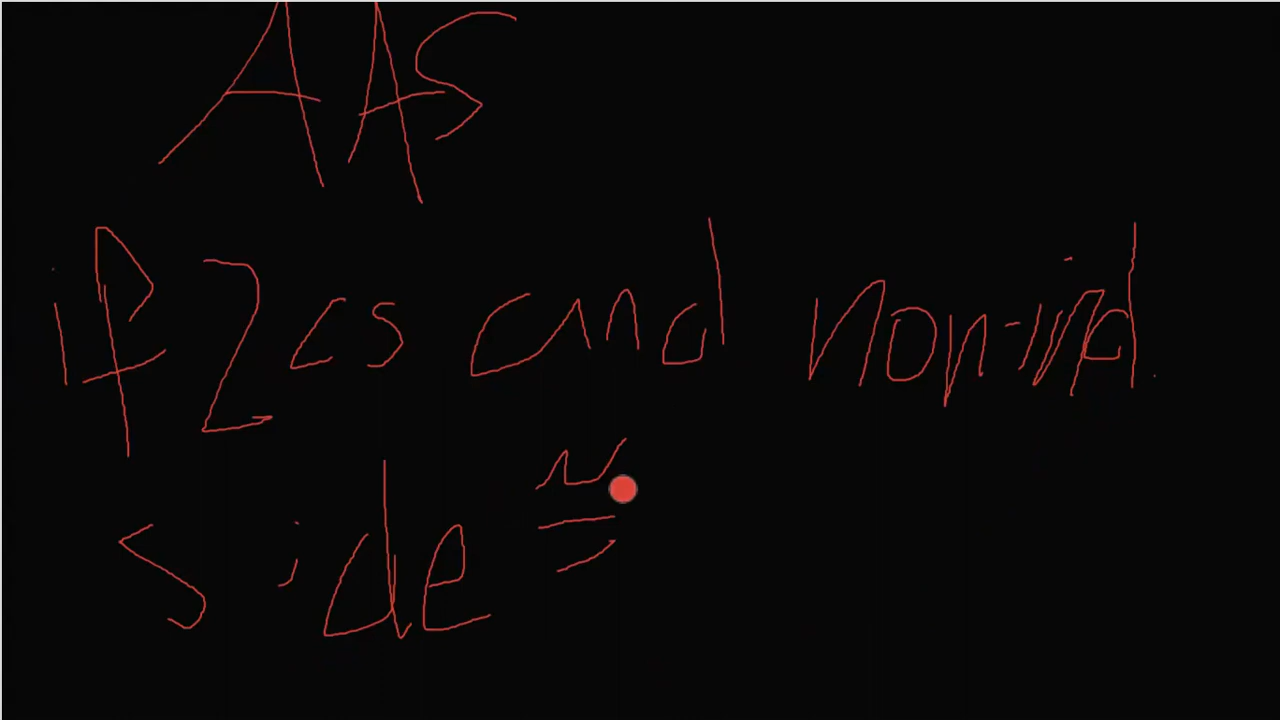 AAS
if 2 ∠s and non-incl.
side ≅